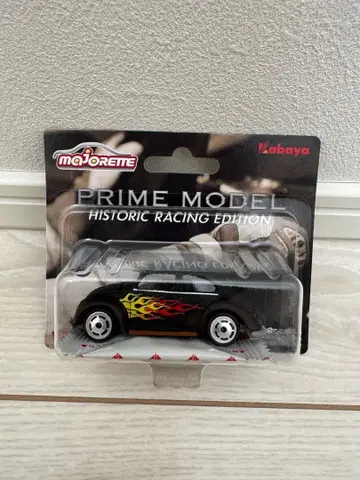 majorette
Kabaya
PRIME MODEL
HISTORIC RACING EDITION